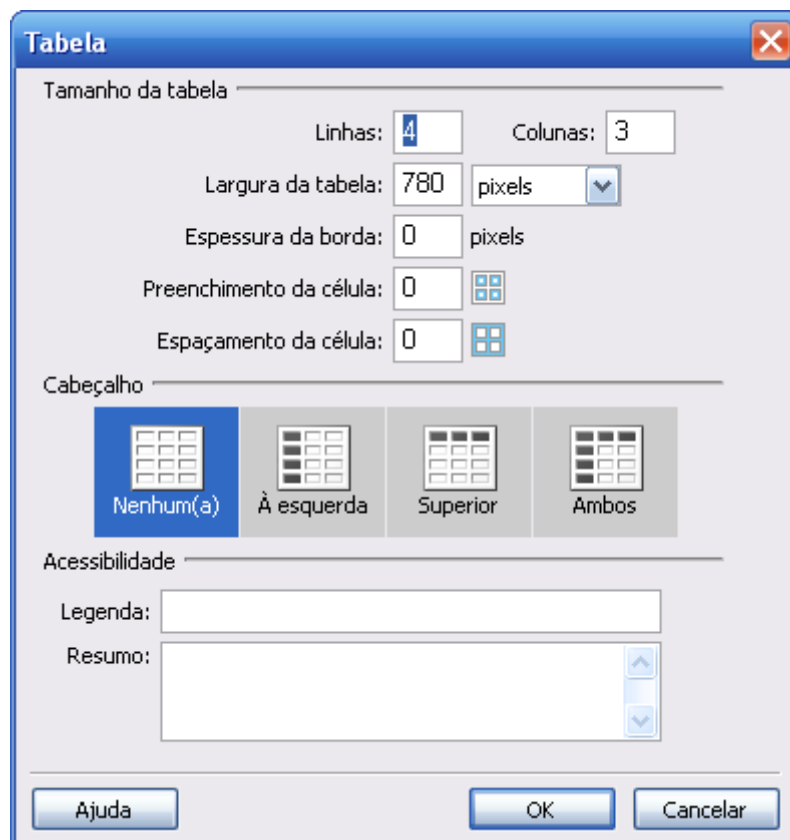 Tabela
Tamanho da tabela
Linhas: 4 Colunas: 3
Largura da tabela: 780 pixels
Espessura da borda: 0 pixels
Preenchimento da célula: 0
Espaçamento da célula: 0
Cabeçalho
Nenhum(a) À esquerda Superior Ambos
Acessibilidade
Legenda:
Resumo:
Ajuda OK Cancelar